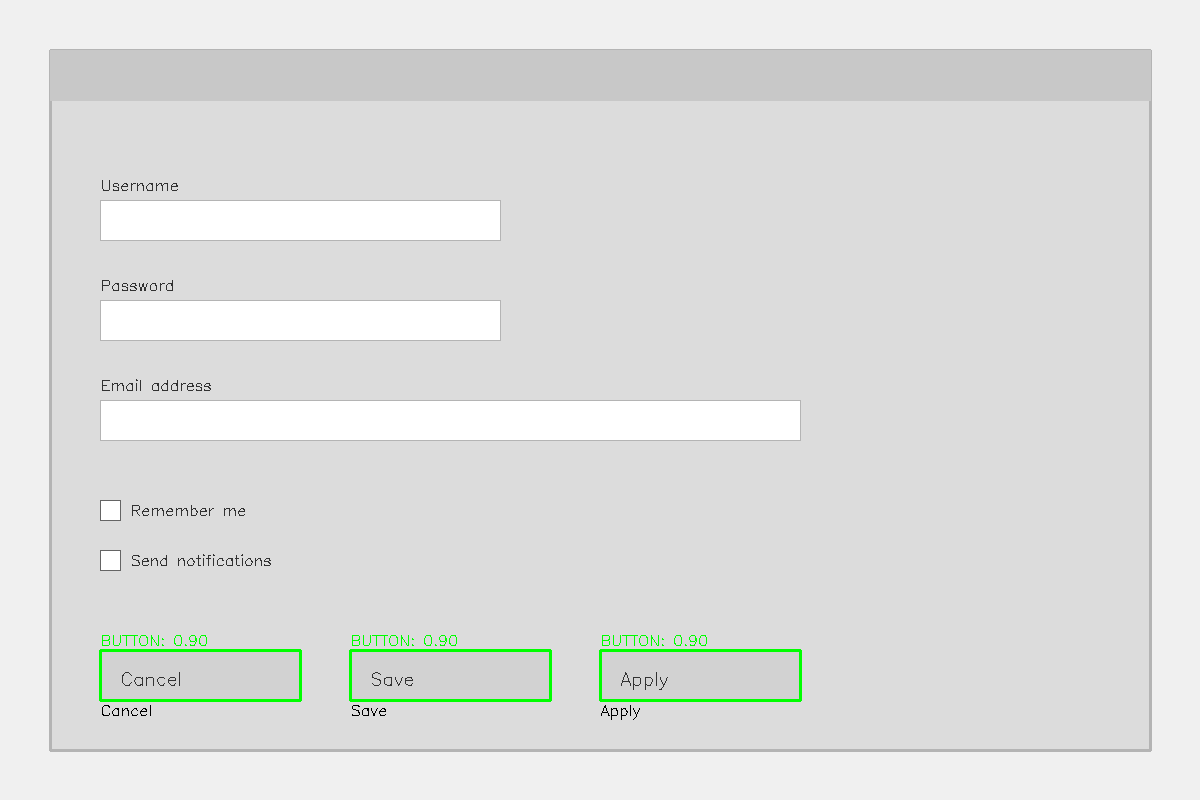 Username
Password
Email address
Remember me
Send notifications
BUTTON: 0.90 BUTTON: 0.90 BUTTON: 0.90
Cancel Save Apply
Cancel Save Apply